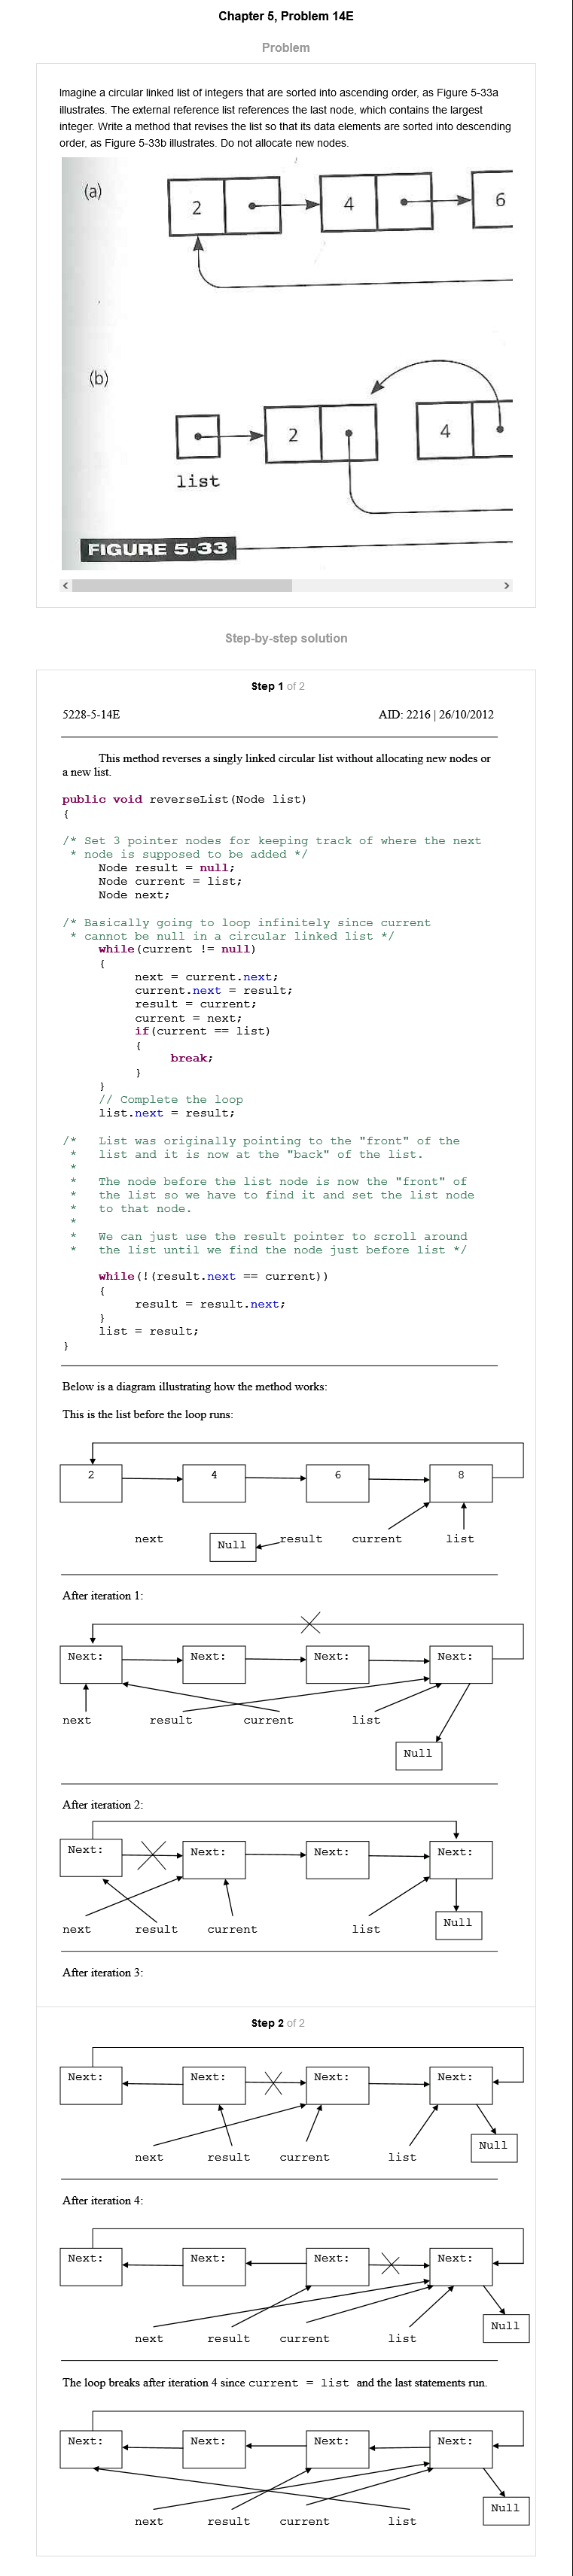 Chapter 5, Problem 14E
Problem
Imagine a circular linked list of integers that are sorted into ascending order, as Figure 5-33a
illustrates. The external reference list references the last node, which contains the largest
integer. Write a method that revises the list so that its data elements are sorted into descending
order, as Figure 5-33b illustrates. Do not allocate new nodes.
(a)
2
4
6
(b)
2
4
list
FIGURE 5-33
Step-by-step solution
Step 1 of 2
5228-5-14E AID: 2216 | 26/10/2012
This method reverses a singly linked circular list without allocating new nodes or
a new list.
public void reverseList(Node list)
{
/* Set 3 pointer nodes for keeping track of where the next
* node is supposed to be added */
Node result = null;
Node current = list;
Node next;
/* Basically going to loop infinitely since current
* cannot be null in a circular linked list */
while(current != null)
{
next = current.next;
current.next = result;
result = current;
current = next;
if(current == list)
{
break;
}
}
// Complete the loop
list.next = result;
/* List was originally pointing to the "front" of the
* list and it is now at the "back" of the list.
*
* The node before the list node is now the "front" of
* the list so we have to find it and set the list node
* to that node.
*
* We can just use the result pointer to scroll around
* the list until we find the node just before list */
while(!(result.next == current))
{
result = result.next;
}
list = result;
}
Below is a diagram illustrating how the method works:
This is the list before the loop runs:
2 4 6 8
next Null result current list
After iteration 1:
Next: Next: Next: Next:
next result current list
Null
After iteration 2:
Next: Next: Next: Next:
next result current list Null
After iteration 3:
Step 2 of 2
Next: Next: Next: Next:
next result current list Null
After iteration 4:
Next: Next: Next: Next:
next result current list Null
The loop breaks after iteration 4 since current = list and the last statements run.
Next: Next: Next: Next:
next result current list Null